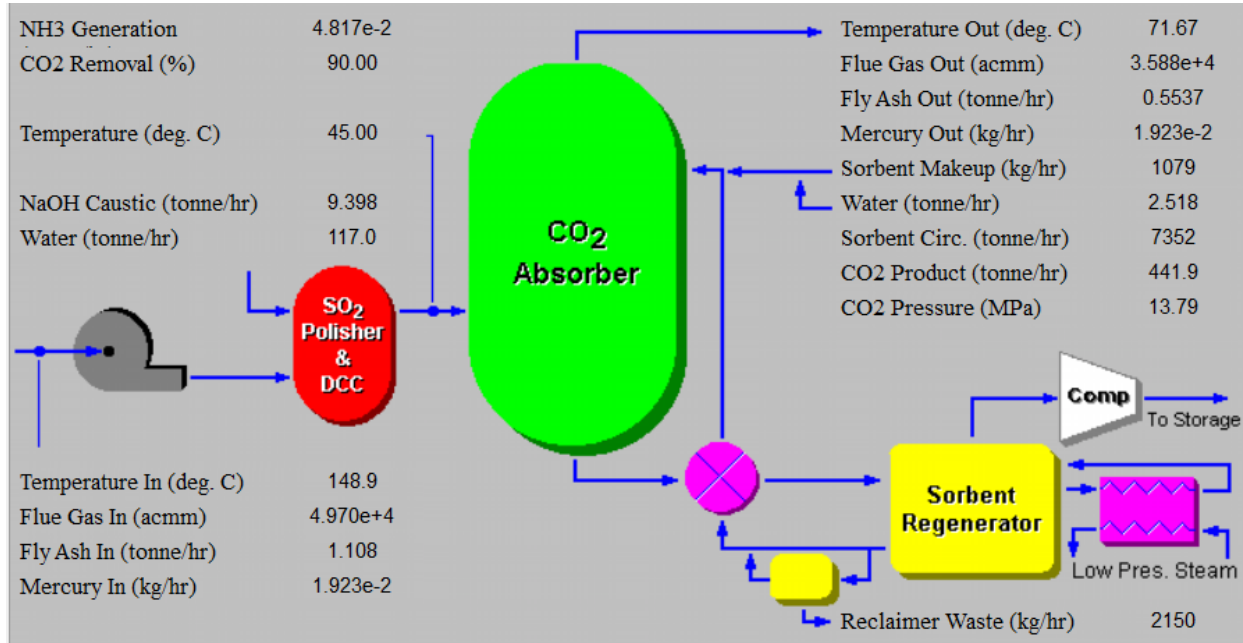 NH3 Generation 4.817e-2
CO2 Removal (%) 90.00
Temperature (deg. C) 45.00
NaOH Caustic (tonne/hr) 9.398
Water (tonne/hr) 117.0
SO2
Polisher
&
DCC
CO2
Absorber
Temperature Out (deg. C) 71.67
Flue Gas Out (acmm) 3.588e+4
Fly Ash Out (tonne/hr) 0.5537
Mercury Out (kg/hr) 1.923e-2
Sorbent Makeup (kg/hr) 1079
Water (tonne/hr) 2.518
Sorbent Circ. (tonne/hr) 7352
CO2 Product (tonne/hr) 441.9
CO2 Pressure (MPa) 13.79
Comp
To Storage
Temperature In (deg. C) 148.9
Flue Gas In (acmm) 4.970e+4
Fly Ash In (tonne/hr) 1.108
Mercury In (kg/hr) 1.923e-2
Sorbent
Regenerator
Low Pres. Steam
Reclaimer Waste (kg/hr) 2150